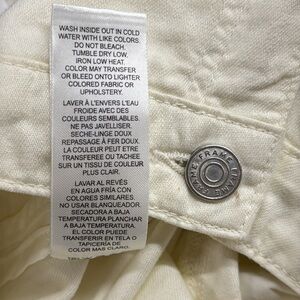 WASH INSIDE OUT IN COLD
WATER WITH LIKE COLORS.
DO NOT BLEACH.
TUMBLE DRY LOW.
IRON LOW HEAT.
COLOR MAY TRANSFER
OR BLEED ONTO LIGHTER
COLORED FABRIC OR
UPHOLSTERY.
LAVER À L'ENVERS L'EAU
FROIDE AVEC DES
COULEURS SEMBLABLES.
NE PAS JAVELLISER.
SECHE-LINGE DOUX.
REPASSAGE À FER DOUX.
LA COULEUR PEUT ETRE
TRANSFEREE OU TACHEE
SUR UN TISSU DE COULEUR
PLUS CLAIR.
LAVAR AL REVÉS
EN AGUA FRÍA CON
COLORES SIMILARES.
NO USAR BLANQUEADOR.
SECADORA A BAJA
TEMPERATURA PLANCHAR
A BAJA TEMPERATURA.
EL COLOR PUEDE
TRANSFERIR EN TELA O
TAPICERÍA DE
COLOR MAS CLARO.
FRAME FRAME FRAME